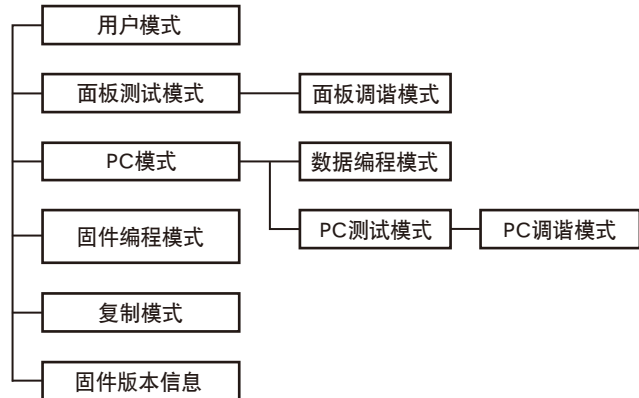 用户模式
面板测试模式
面板调谐模式
PC模式
数据编程模式
固件编程模式
PC测试模式
PC调谐模式
复制模式
固件版本信息